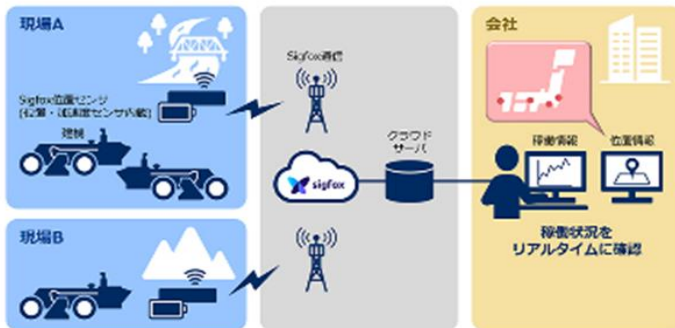 現場A
Sigfox位置センサ
(位置・加速度センサ内蔵)
建機
現場B
Sigfox通信
sigfox
クラウド
サーバ
会社
稼働情報
位置情報
稼働状況を
リアルタイムに確認